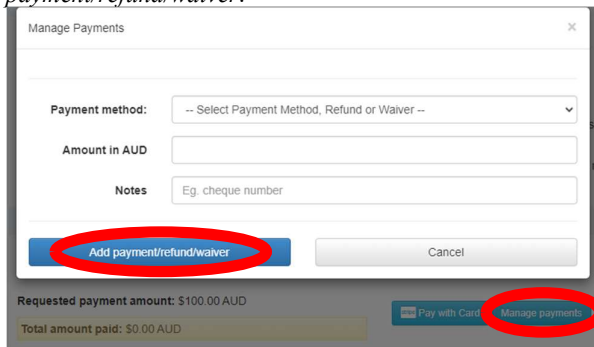 payment/refund/waiver.
Manage Payments ×
Payment method: -- Select Payment Method, Refund or Waiver --
Amount in AUD
Notes Eg. cheque number
Add payment/refund/waiver Cancel
Requested payment amount: $100.00 AUD
Pay with Card Manage payments
Total amount paid: $0.00 AUD